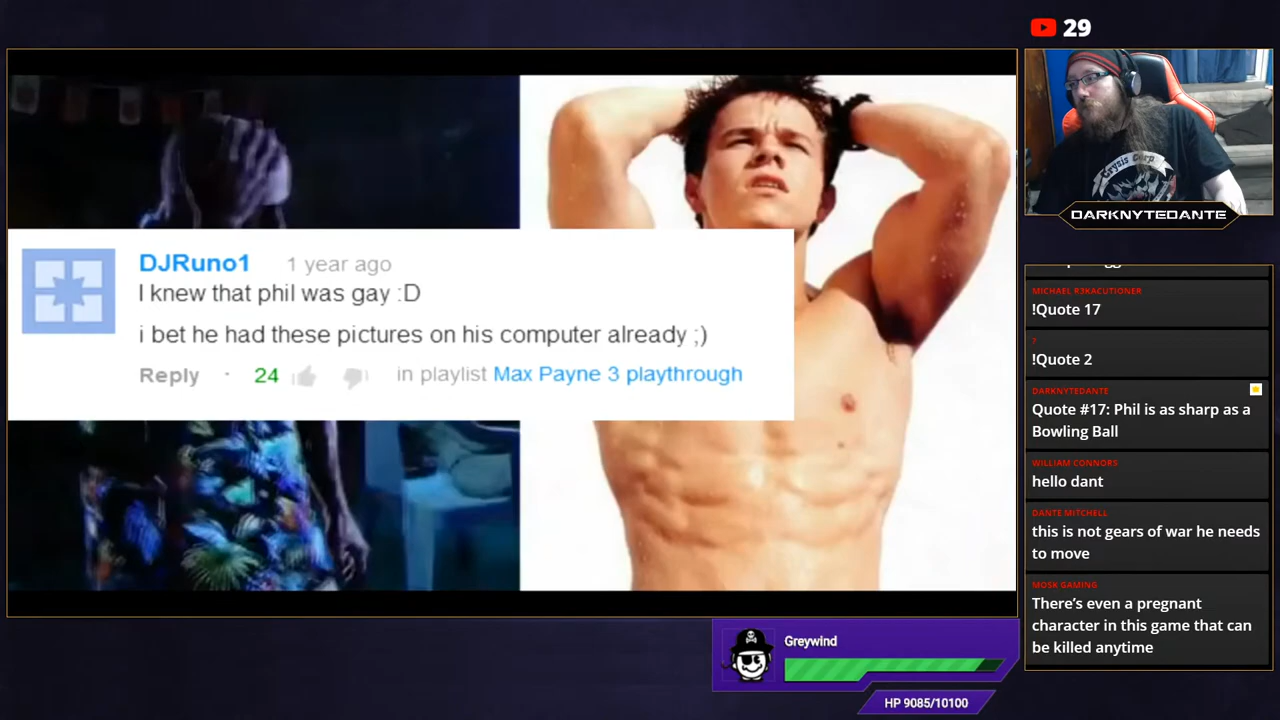 29
DJRuno1 1 year ago
I knew that phil was gay :D
i bet he had these pictures on his computer already ;)
Reply · 24 in playlist Max Payne 3 playthrough
Crysis Corp
DARKNYTEDANTE
MICHAEL R3KACUTIONER
!Quote 17
?
!Quote 2
DARKNYTEDANTE
Quote #17: Phil is as sharp as a
Bowling Ball
WILLIAM CONNORS
hello dant
DANTE MITCHELL
this is not gears of war he needs
to move
MOSK GAMING
There's even a pregnant
character in this game that can
be killed anytime
Greywind
HP 9085/10100